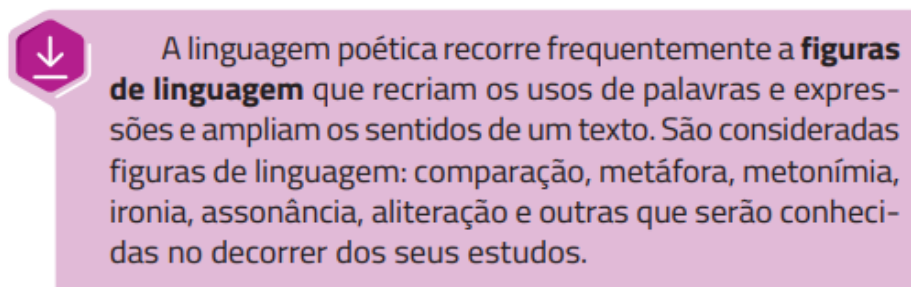 A linguagem poética recorre frequentemente a figuras
de linguagem que recriam os usos de palavras e expres-
sões e ampliam os sentidos de um texto. São consideradas
figuras de linguagem: comparação, metáfora, metonímia,
ironia, assonância, aliteração e outras que serão conheci-
das no decorrer dos seus estudos.